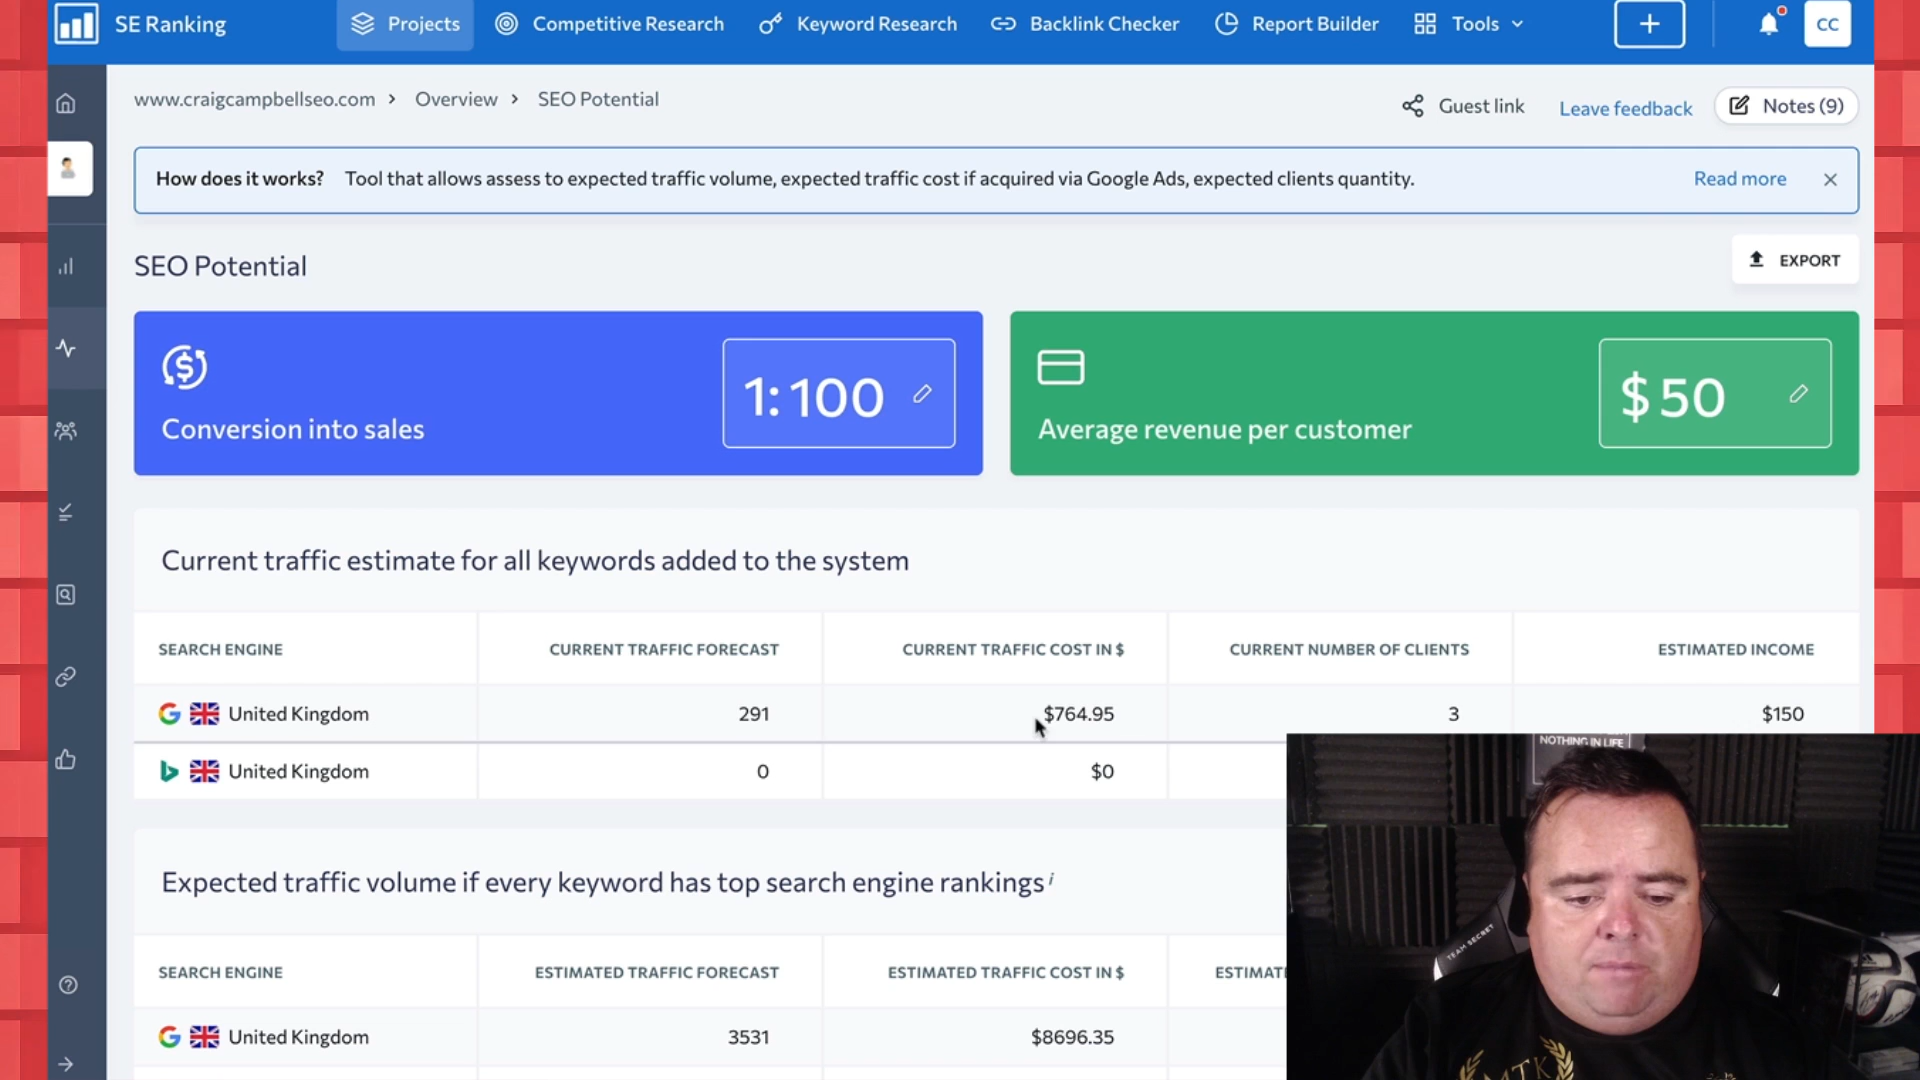 SE Ranking
Projects
Competitive Research
Keyword Research
Backlink Checker
Report Builder
Tools
CC
www.craigcampbellseo.com > Overview > SEO Potential
Guest link
Leave feedback
Notes (9)
How does it works? Tool that allows assess to expected traffic volume, expected traffic cost if acquired via Google Ads, expected clients quantity.
Read more
SEO Potential
EXPORT
1:100
Conversion into sales
$50
Average revenue per customer
Current traffic estimate for all keywords added to the system
SEARCH ENGINE CURRENT TRAFFIC FORECAST CURRENT TRAFFIC COST IN $ CURRENT NUMBER OF CLIENTS ESTIMATED INCOME
United Kingdom 291 $764.95 3 $150
United Kingdom 0 $0
NOTHING IN LIFE
Expected traffic volume if every keyword has top search engine rankings i
SEARCH ENGINE ESTIMATED TRAFFIC FORECAST ESTIMATED TRAFFIC COST IN $ ESTIMAT
United Kingdom 3531 $8696.35
TEAM SECRET
MTK